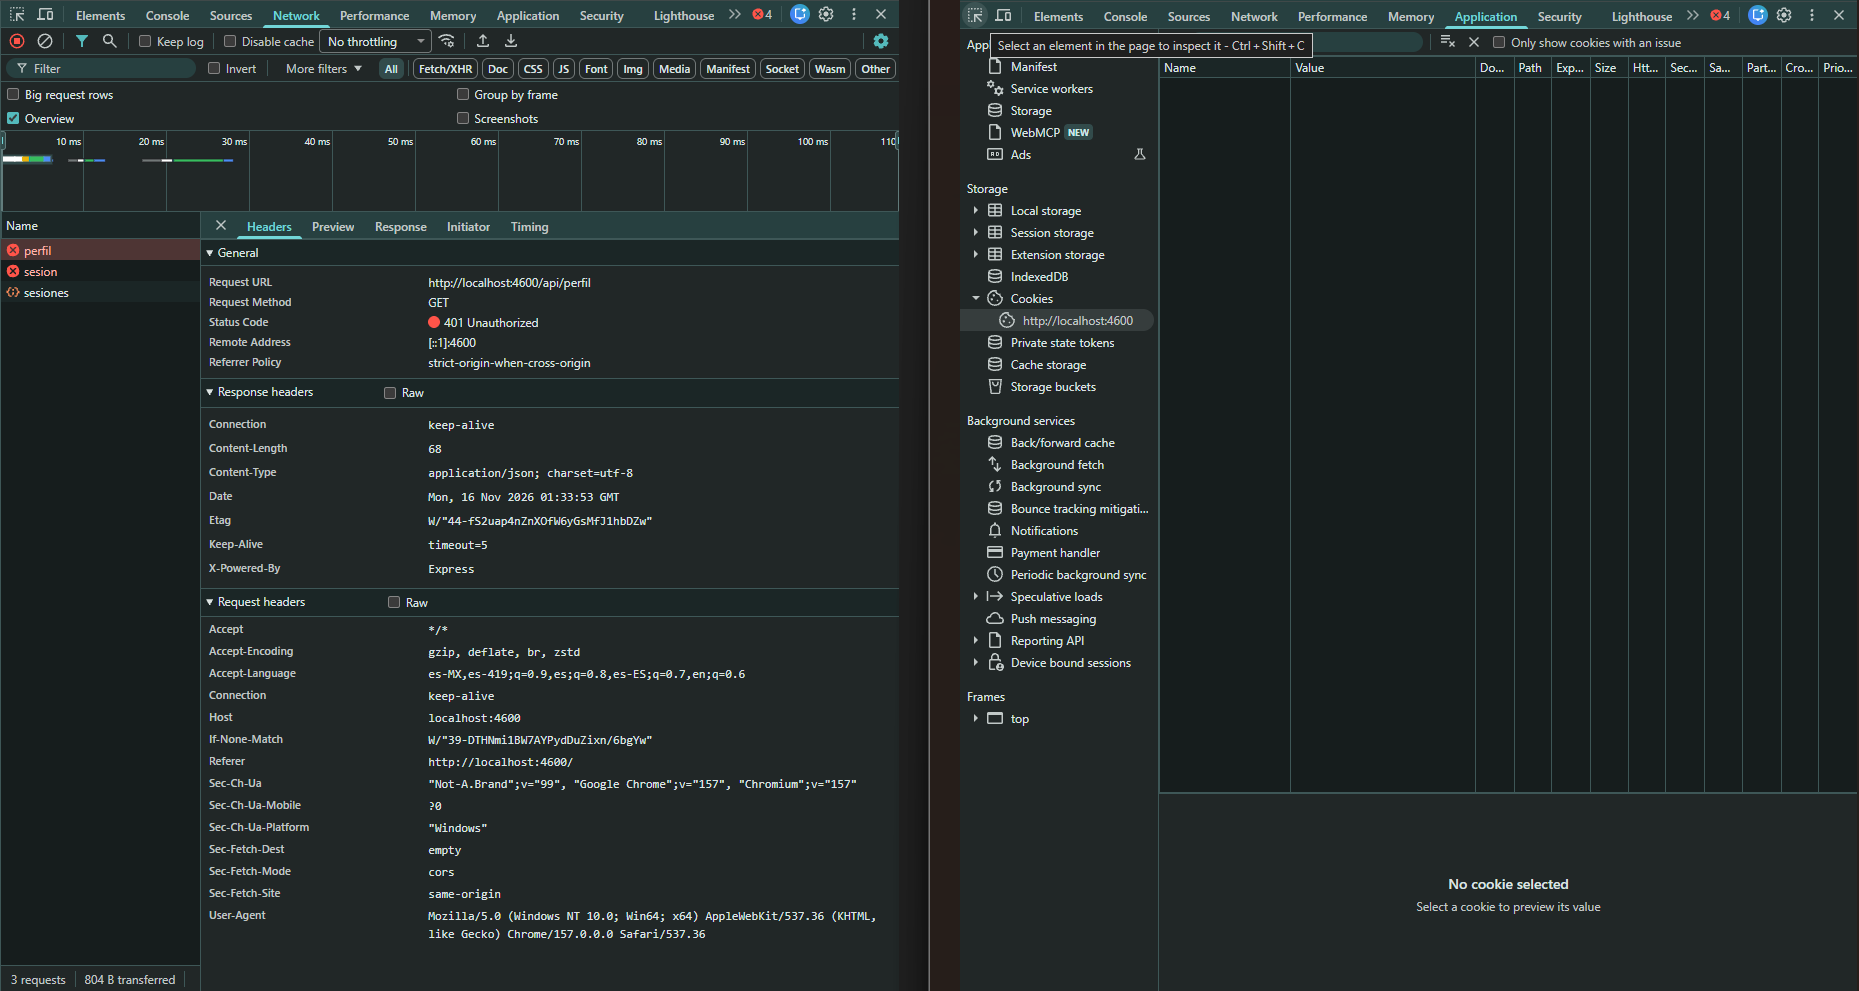 Elements Console Sources Network Performance Memory Application Security Lighthouse 4
Keep log Disable cache No throttling
Filter Invert More filters All Fetch/XHR Doc CSS JS Font Img Media Manifest Socket Wasm Other
Big request rows Group by frame
Overview Screenshots
10 ms 20 ms 30 ms 40 ms 50 ms 60 ms 70 ms 80 ms 90 ms 100 ms 110
Name
perfil
sesion
sesiones
Headers Preview Response Initiator Timing
General
Request URL http://localhost:4600/api/perfil
Request Method GET
Status Code 401 Unauthorized
Remote Address [::1]:4600
Referrer Policy strict-origin-when-cross-origin
Response headers Raw
Connection keep-alive
Content-Length 68
Content-Type application/json; charset=utf-8
Date Mon, 16 Nov 2026 01:33:53 GMT
Etag W/"44-fS2uap4nZnXOfW6yGsMfJ1hbDZw"
Keep-Alive timeout=5
X-Powered-By Express
Request headers Raw
Accept */*
Accept-Encoding gzip, deflate, br, zstd
Accept-Language es-MX,es-419;q=0.9,es;q=0.8,es-ES;q=0.7,en;q=0.6
Connection keep-alive
Host localhost:4600
If-None-Match W/"39-DTHNmi1BW7AYPydDuZixn/6bgYw"
Referer http://localhost:4600/
Sec-Ch-Ua "Not-A.Brand";v="99", "Google Chrome";v="157", "Chromium";v="157"
Sec-Ch-Ua-Mobile ?0
Sec-Ch-Ua-Platform "Windows"
Sec-Fetch-Dest empty
Sec-Fetch-Mode cors
Sec-Fetch-Site same-origin
User-Agent Mozilla/5.0 (Windows NT 10.0; Win64; x64) AppleWebKit/537.36 (KHTML,
like Gecko) Chrome/157.0.0.0 Safari/537.36
3 requests 804 B transferred
Elements Console Sources Network Performance Memory Application Security Lighthouse 4
Appl
Select an element in the page to inspect it - Ctrl + Shift + C
Only show cookies with an issue
Manifest
Service workers
Storage
WebMCP NEW
Ads
Storage
Local storage
Session storage
Extension storage
IndexedDB
Cookies
http://localhost:4600
Private state tokens
Cache storage
Storage buckets
Background services
Back/forward cache
Background fetch
Background sync
Bounce tracking mitigati...
Notifications
Payment handler
Periodic background sync
Speculative loads
Push messaging
Reporting API
Device bound sessions
Frames
top
Name Value Do... Path Exp... Size Htt... Sec... Sa... Part... Cro... Prio...
No cookie selected
Select a cookie to preview its value